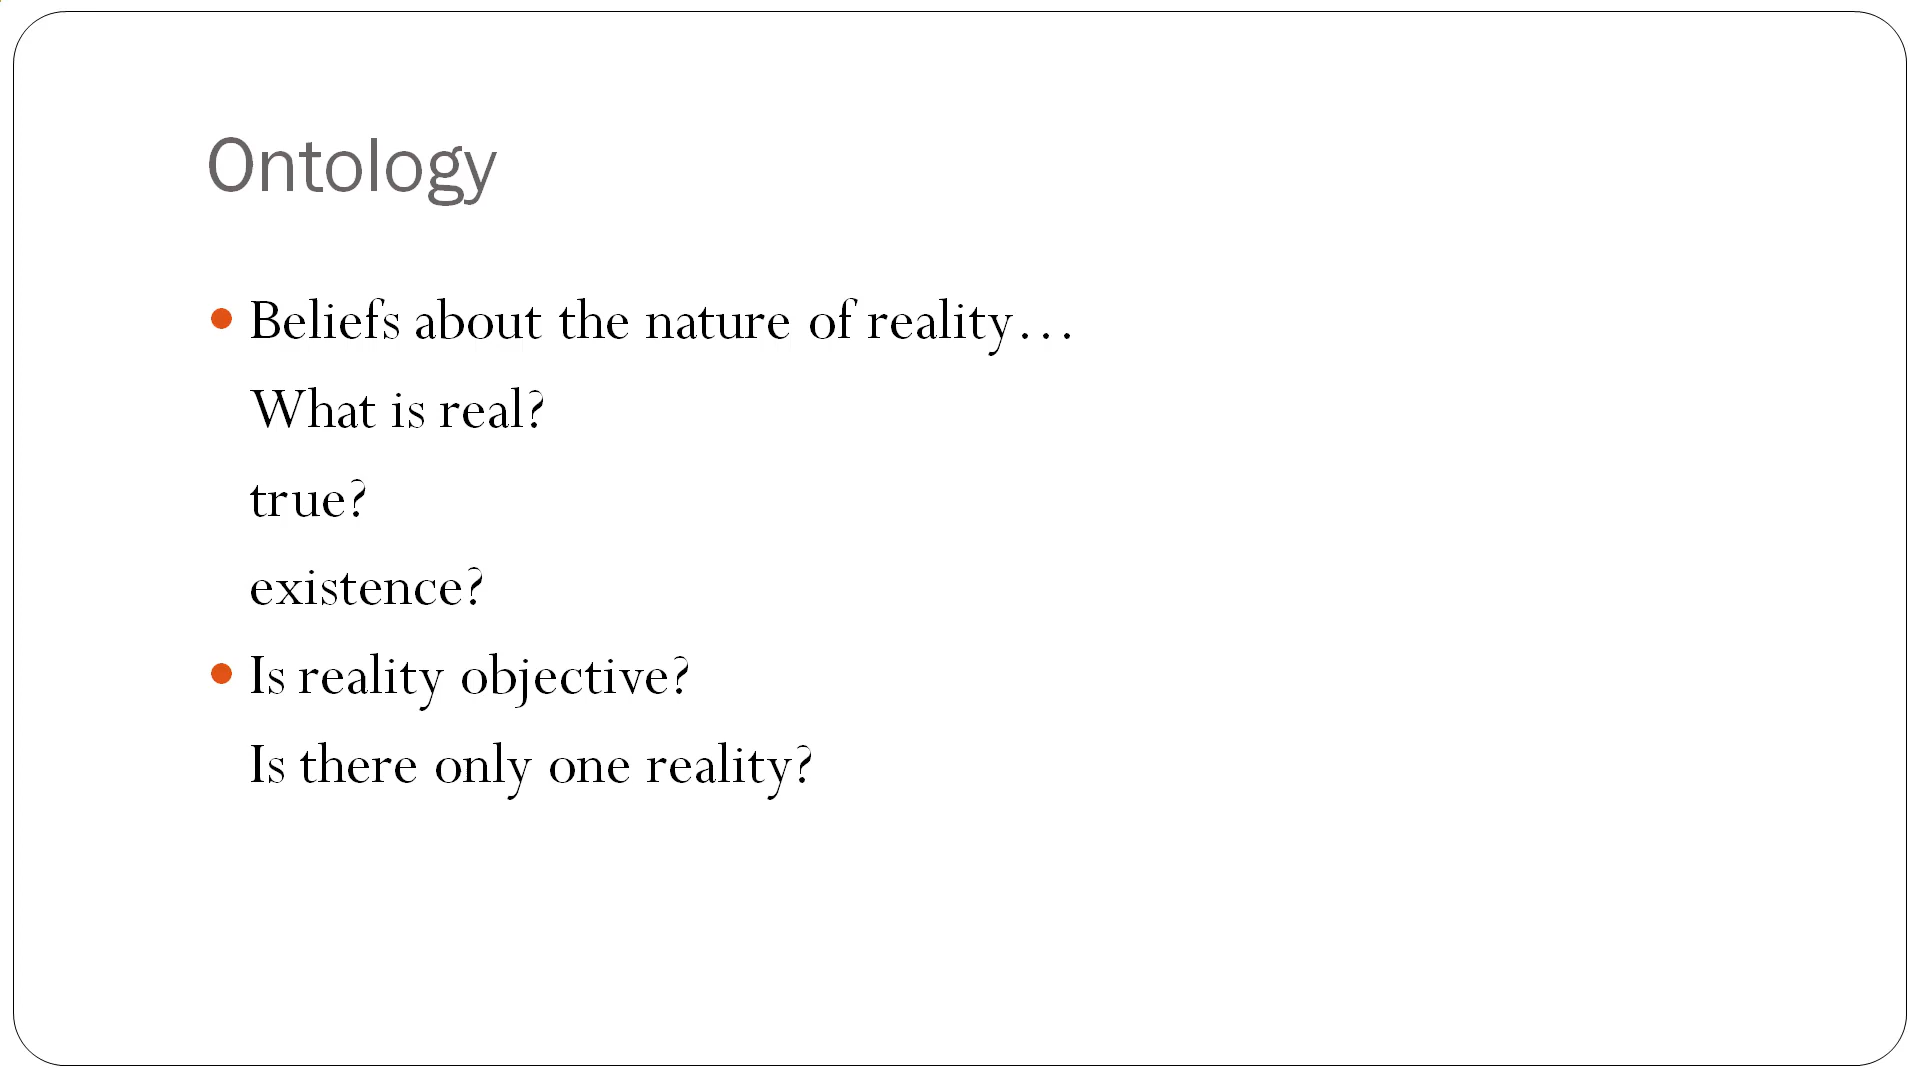 Ontology
• Beliefs about the nature of reality…
What is real?
true?
existence?
• Is reality objective?
Is there only one reality?